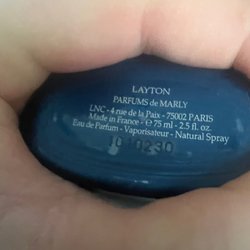 LAYTON
PARFUMS de MARLY
LNC - 4 rue de la Paix - 75002 PARIS
Made in France - ℮ 75 ml - 2.5 fl. oz.
Eau de Parfum - Vaporisateur - Natural Spray